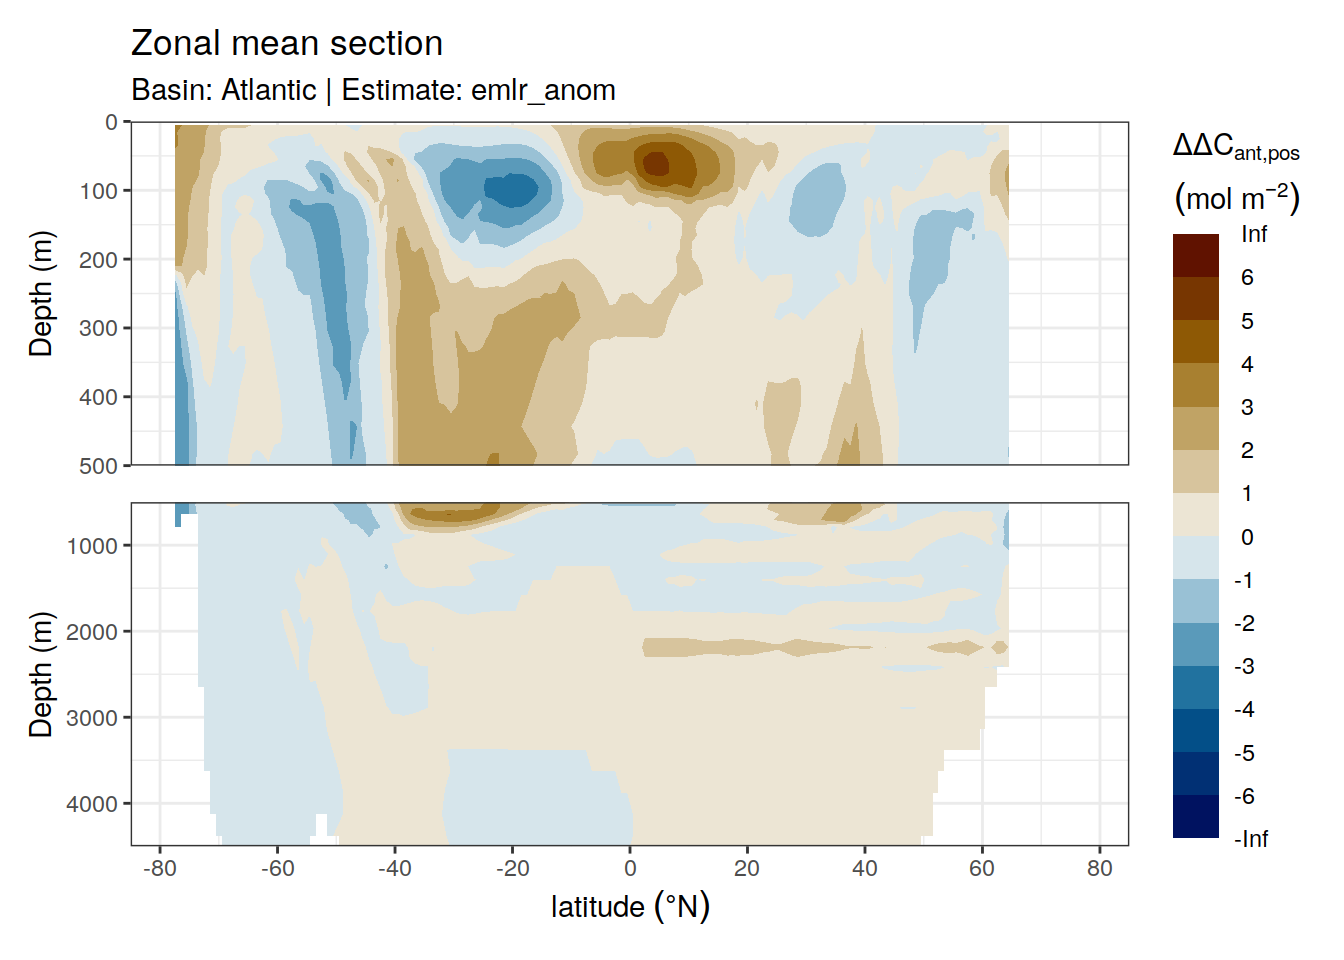 Zonal mean section
Basin: Atlantic | Estimate: emlr_anom
0
100
200
300
400
500
Depth (m)
1000
2000
3000
4000
Depth (m)
-80 -60 -40 -20 0 20 40 60 80
latitude (°N)
ΔΔC_ant,pos
(mol m⁻²)
Inf
6
5
4
3
2
1
0
-1
-2
-3
-4
-5
-6
-Inf